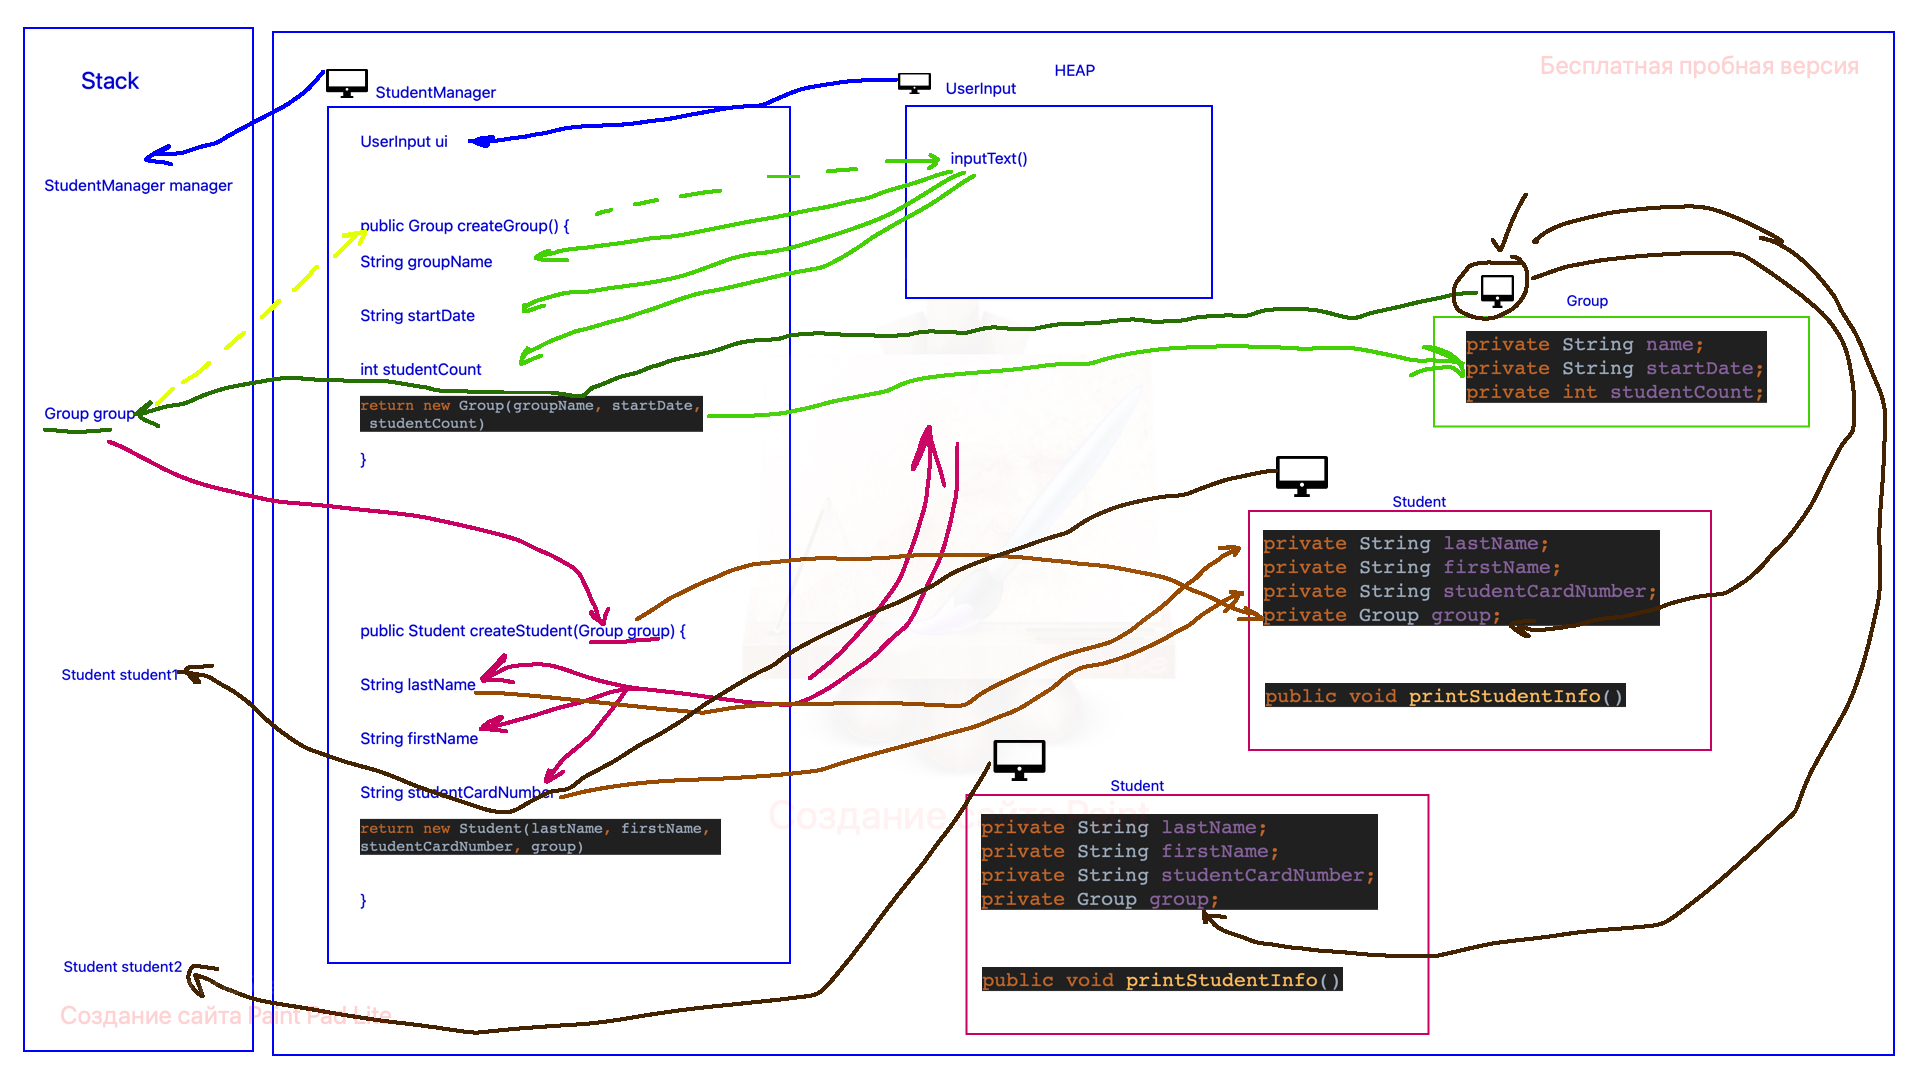 Stack
StudentManager manager
Group group
Student student1
Student student2
HEAP
Бесплатная пробная версия
StudentManager
UserInput ui
public Group createGroup() {
String groupName
String startDate
int studentCount
return new Group(groupName, startDate,
studentCount)
}
public Student createStudent(Group group) {
String lastName
String firstName
String studentCardNumber
return new Student(lastName, firstName,
studentCardNumber, group)
}
UserInput
inputText()
Group
private String name;
private String startDate;
private int studentCount;
Student
private String lastName;
private String firstName;
private String studentCardNumber;
private Group group;
public void printStudentInfo()
Student
private String lastName;
private String firstName;
private String studentCardNumber;
private Group group;
public void printStudentInfo()
Создание сайта Paint
Создание сайта Paint Pad Lite